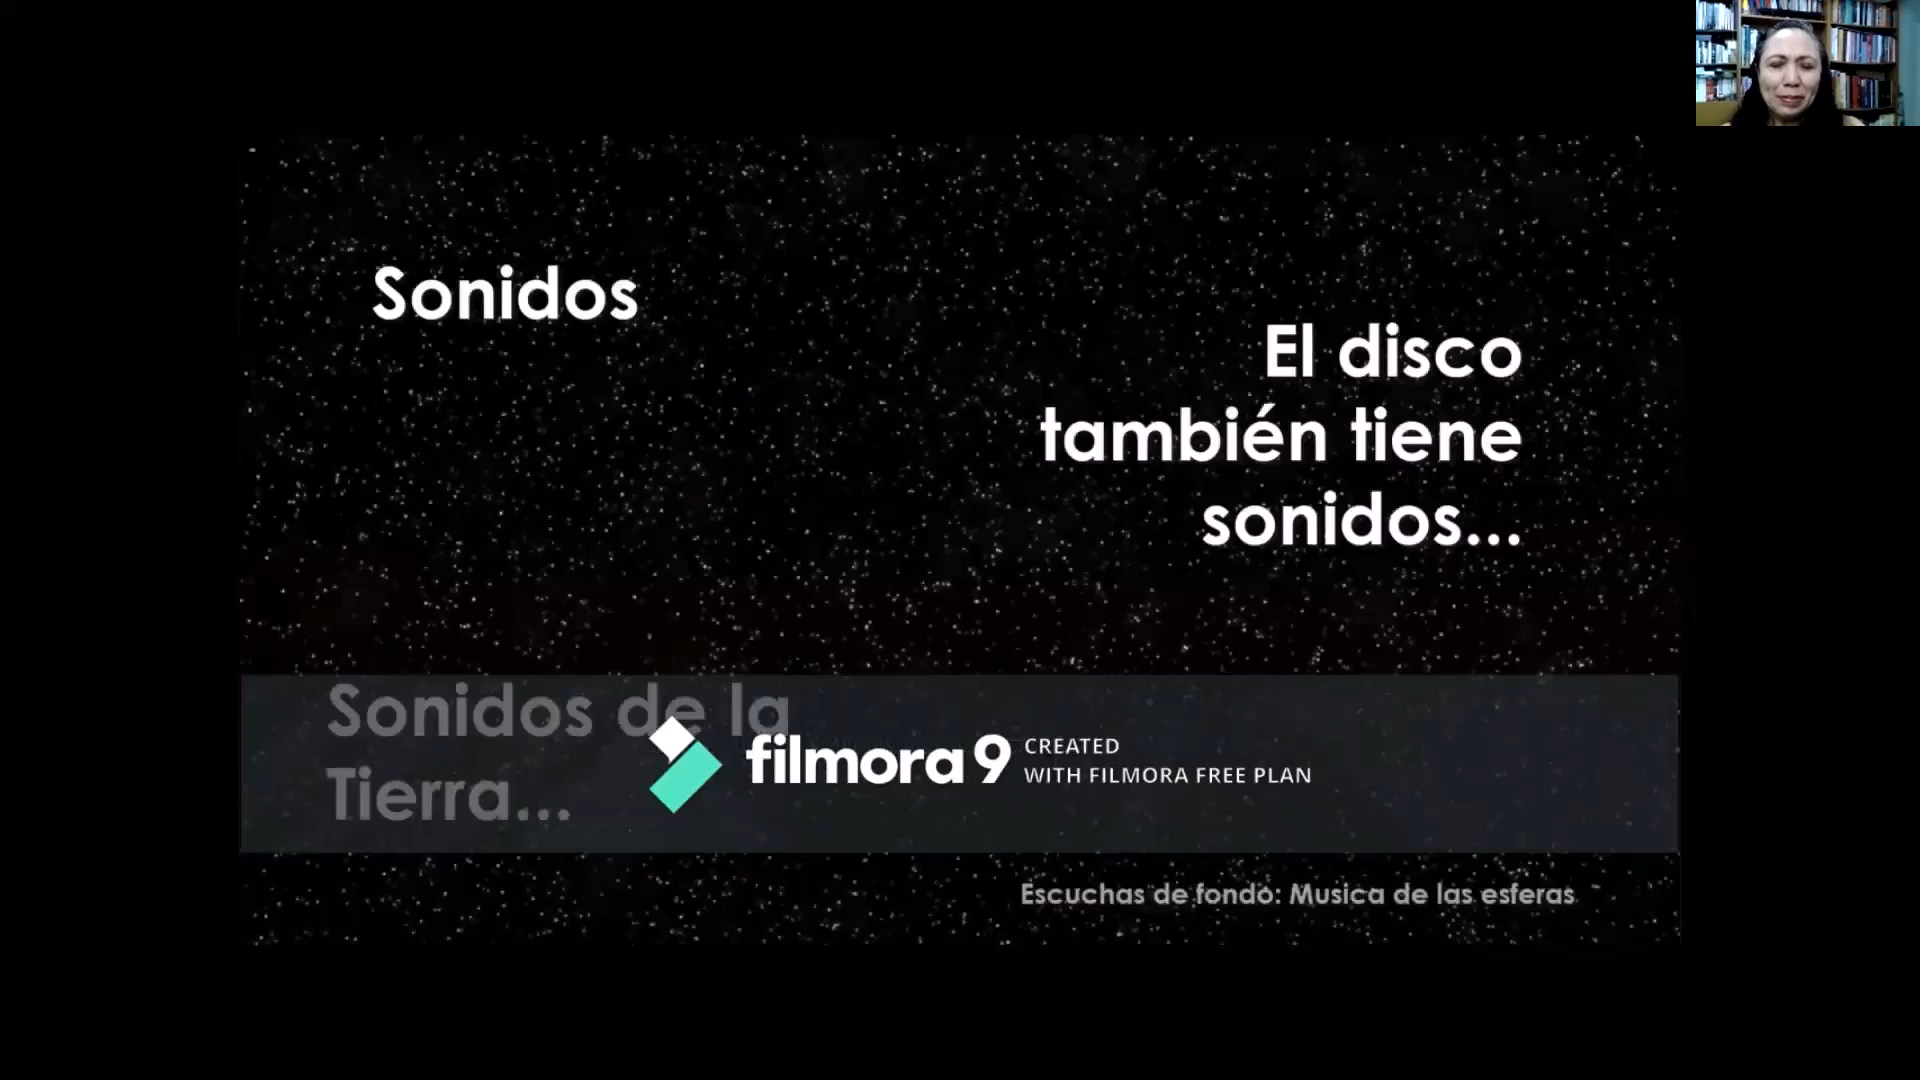 Sonidos
El disco
también tiene
sonidos...
Sonidos de la
Tierra...
filmora 9 CREATED
WITH FILMORA FREE PLAN
Escuchas de fondo: Musica de las esferas